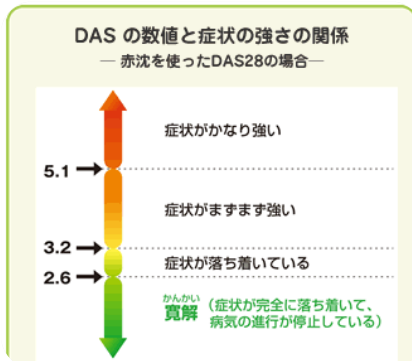 DAS の数値と症状の強さの関係
― 赤沈を使ったDAS28の場合―
症状がかなり強い
5.1
症状がまずまず強い
3.2
症状が落ち着いている
2.6
かんかい
寛解（症状が完全に落ち着いて、
病気の進行が停止している）